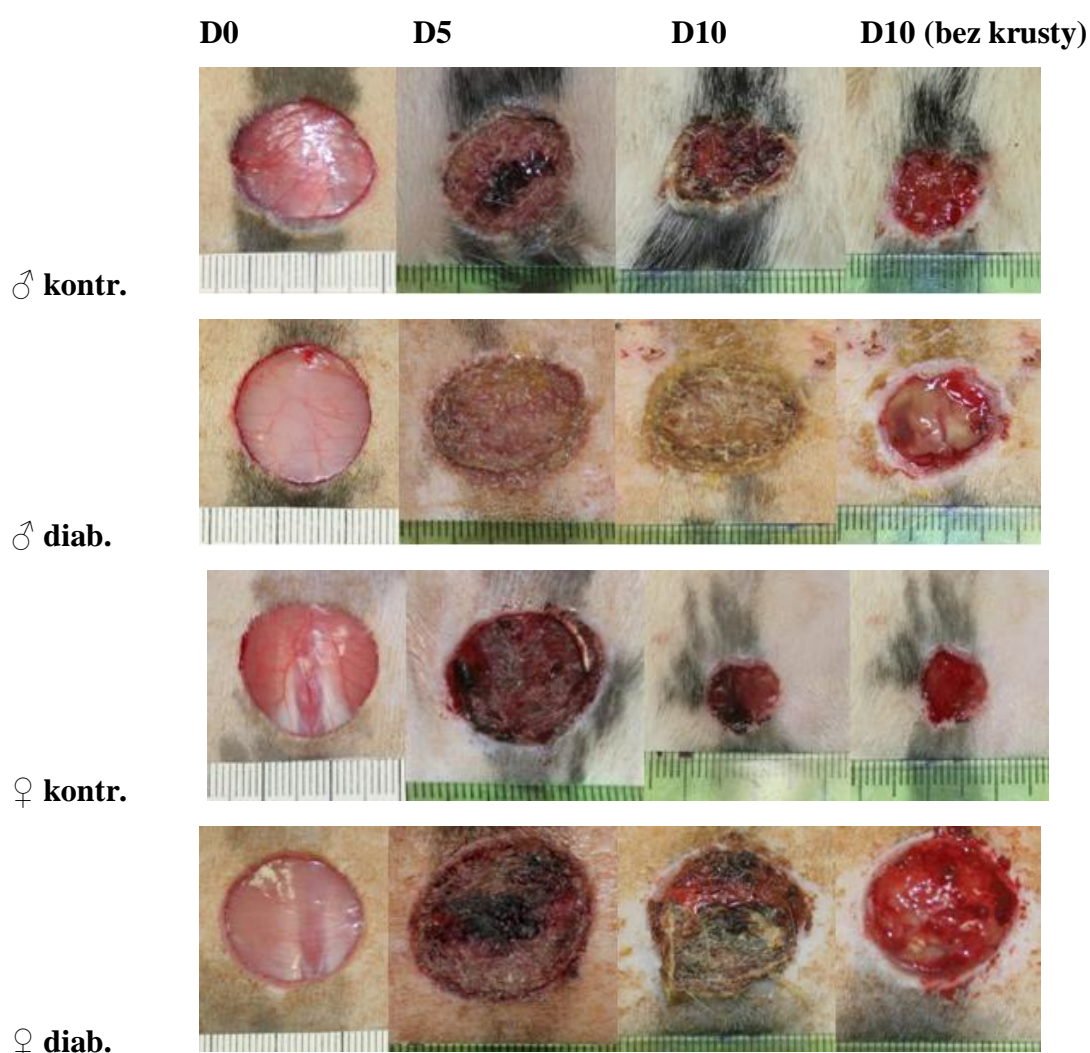 D0 D5 D10 D10 (bez krusty)
♂ kontr.
♂ diab.
♀ kontr.
♀ diab.